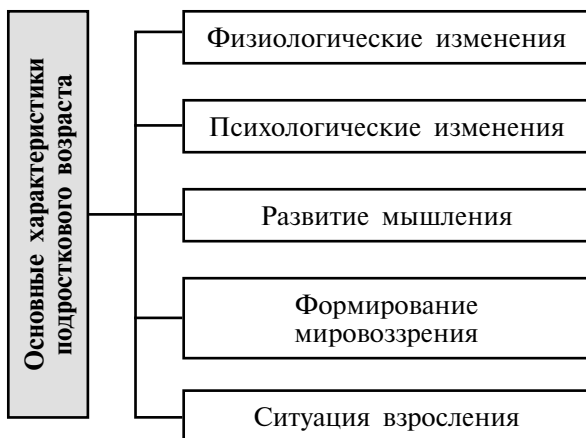 Основные характеристики
подросткового возраста
Физиологические изменения
Психологические изменения
Развитие мышления
Формирование
мировоззрения
Ситуация взросления